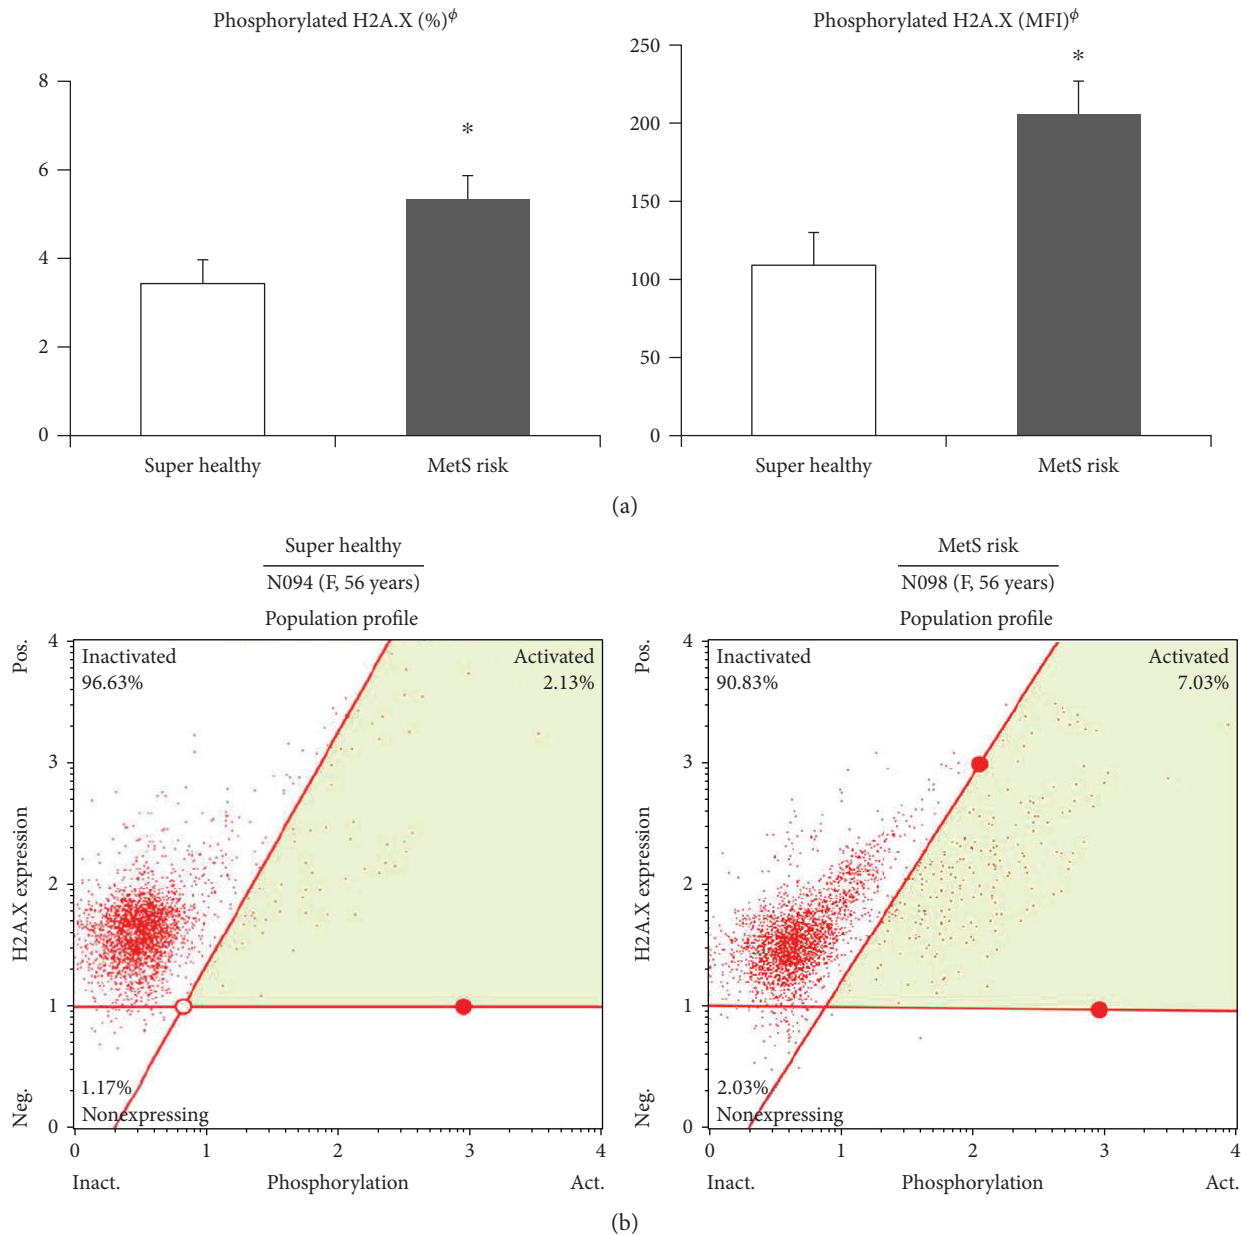 Phosphorylated H2A.X (%)ᶲ
8
6
4
2
0
*
Super healthy
MetS risk
Phosphorylated H2A.X (MFI)ᶲ
250
200
150
100
50
0
*
Super healthy
MetS risk
(a)
Super healthy
N094 (F, 56 years)
Population profile
Pos.
H2A.X expression
Neg.
4
3
2
1
0
Inactivated
96.63%
Activated
2.13%
1.17%
Nonexpressing
0 1 2 3 4
Inact. Phosphorylation Act.
MetS risk
N098 (F, 56 years)
Population profile
Pos.
H2A.X expression
Neg.
4
3
2
1
0
Inactivated
90.83%
Activated
7.03%
2.03%
Nonexpressing
0 1 2 3 4
Inact. Phosphorylation Act.
(b)